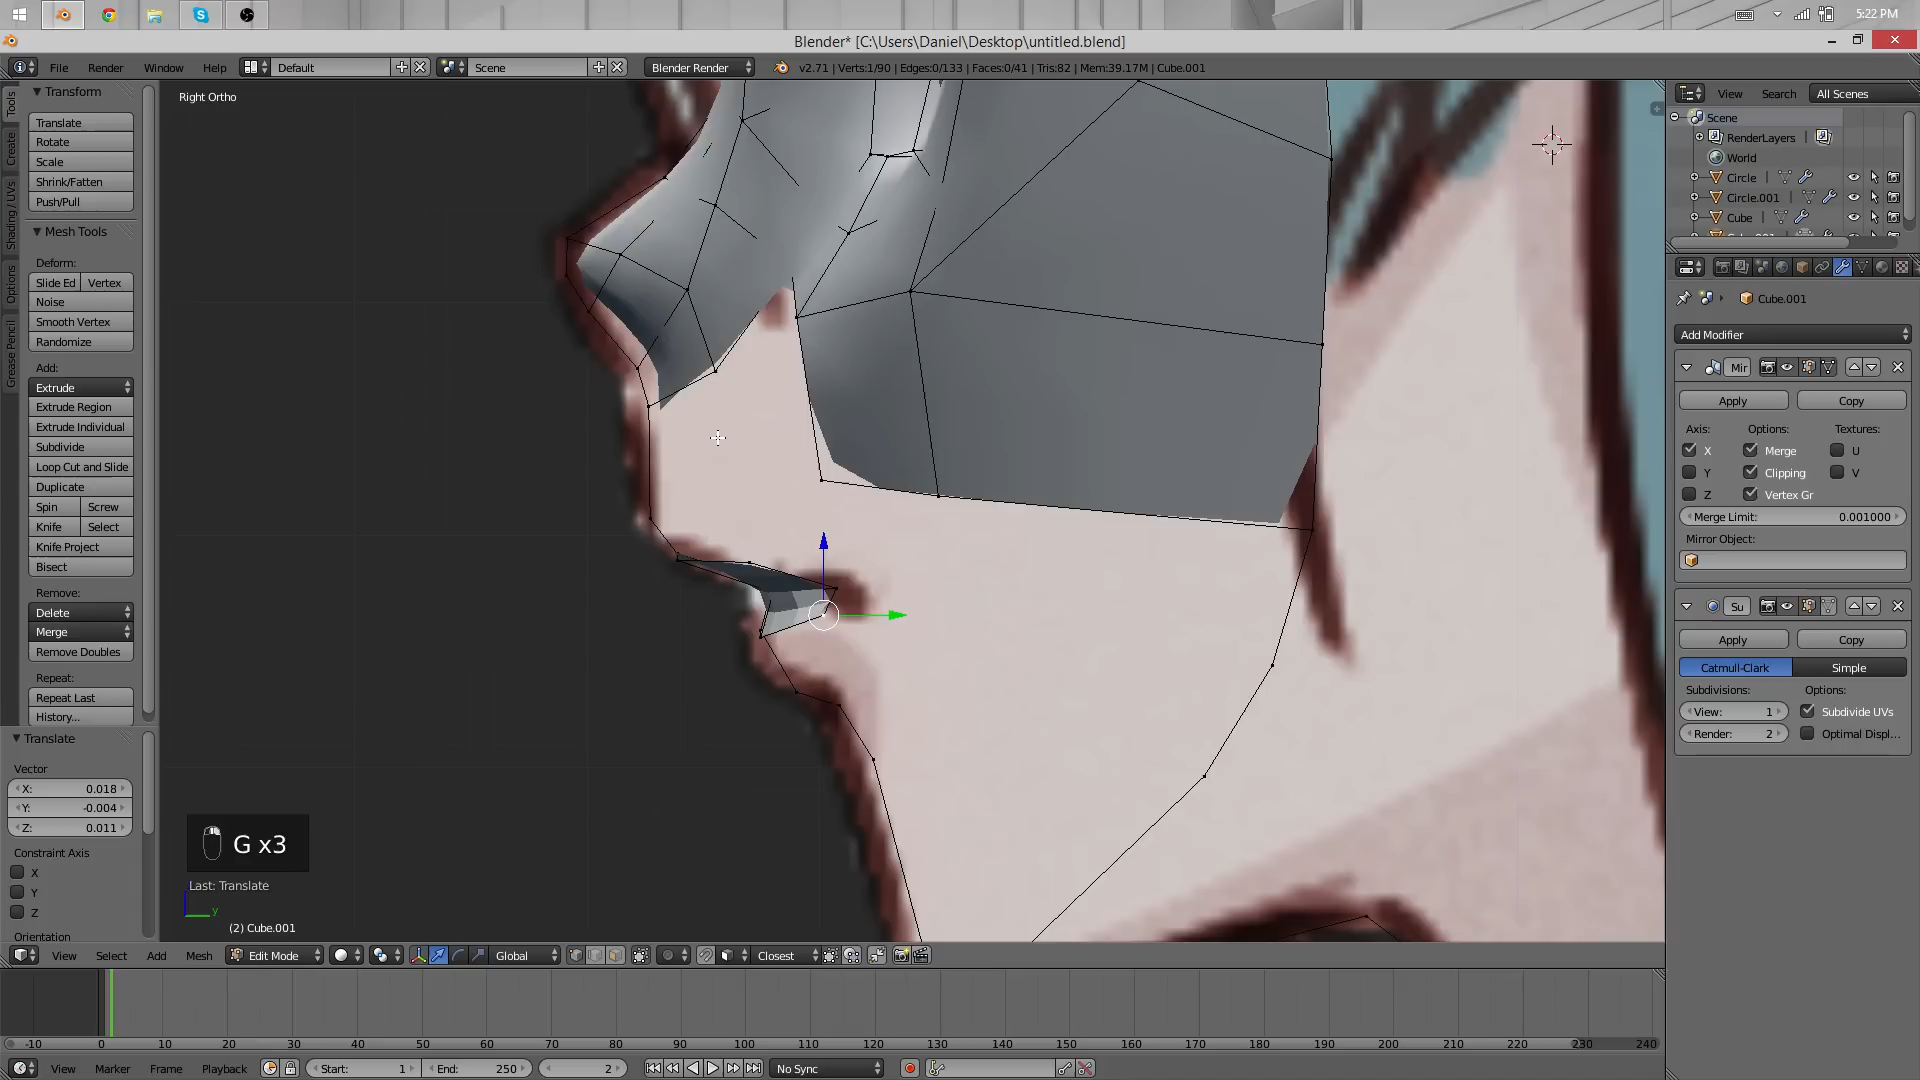 5:22 PM
Blender* [C:\Users\Daniel\Desktop\untitled.blend]
File Render Window Help Default Scene Blender Render v2.71 | Verts:1/90 | Edges:0/133 | Faces:0/41 | Tris:82 | Mem:39.17M | Cube.001
Tools
Create
Shading / UVs
Options
Grease Pencil
Transform
Translate
Rotate
Scale
Shrink/Fatten
Push/Pull
Mesh Tools
Deform:
Slide Ed Vertex
Noise
Smooth Vertex
Randomize
Add:
Extrude
Extrude Region
Extrude Individual
Subdivide
Loop Cut and Slide
Duplicate
Spin Screw
Knife Select
Knife Project
Bisect
Remove:
Delete
Merge
Remove Doubles
Repeat:
Repeat Last
History...
Translate
Vector
X: 0.018
Y: -0.004
Z: 0.011
Constraint Axis
X
Y
Z
Orientation
Right Ortho
G x3
Last: Translate
y
(2) Cube.001
View Search All Scenes
Scene
RenderLayers |
World
Circle |
Circle.001
Cube |
Cube.001
Add Modifier
Mir
Apply Copy
Axis: Options: Textures:
X Merge U
Y Clipping V
Z Vertex Gr
Merge Limit: 0.001000
Mirror Object:
Su
Apply Copy
Catmull-Clark Simple
Subdivisions: Options:
View: 1 Subdivide UVs
Render: 2 Optimal Displ...
View Select Add Mesh Edit Mode Global Closest
-10 0 10 20 30 40 50 60 70 80 90 100 110 120 130 140 150 160 170 180 190 200 210 220 230 240
View Marker Frame Playback Start: 1 End: 250 2 No Sync